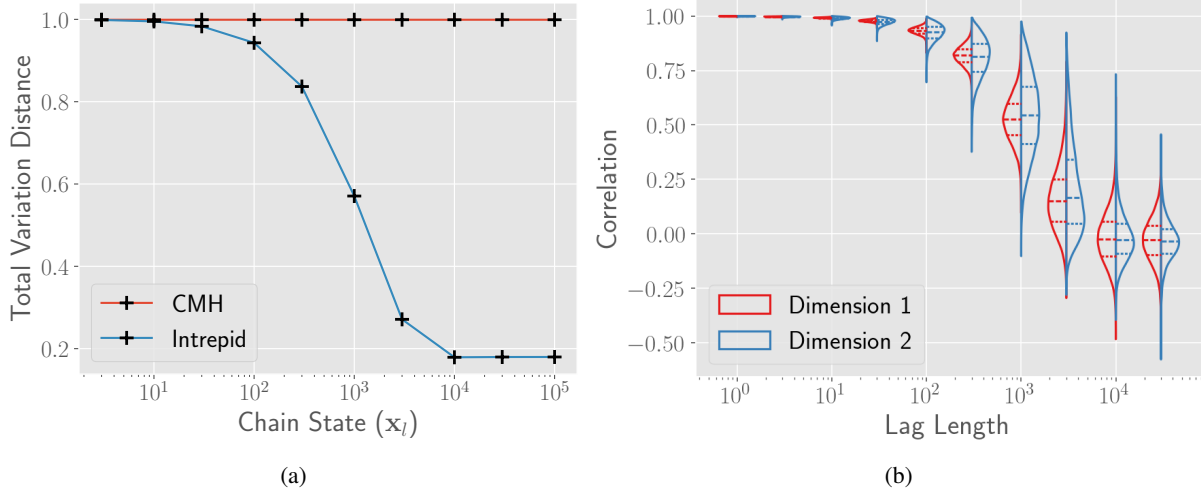 1.0
0.8
0.6
0.4
0.2
Total Variation Distance
CMH
Intrepid
10^1
10^2
10^3
10^4
10^5
Chain State (x_l)
(a)
1.00
0.75
0.50
0.25
0.00
−0.25
−0.50
Correlation
Dimension 1
Dimension 2
10^0
10^1
10^2
10^3
10^4
Lag Length
(b)